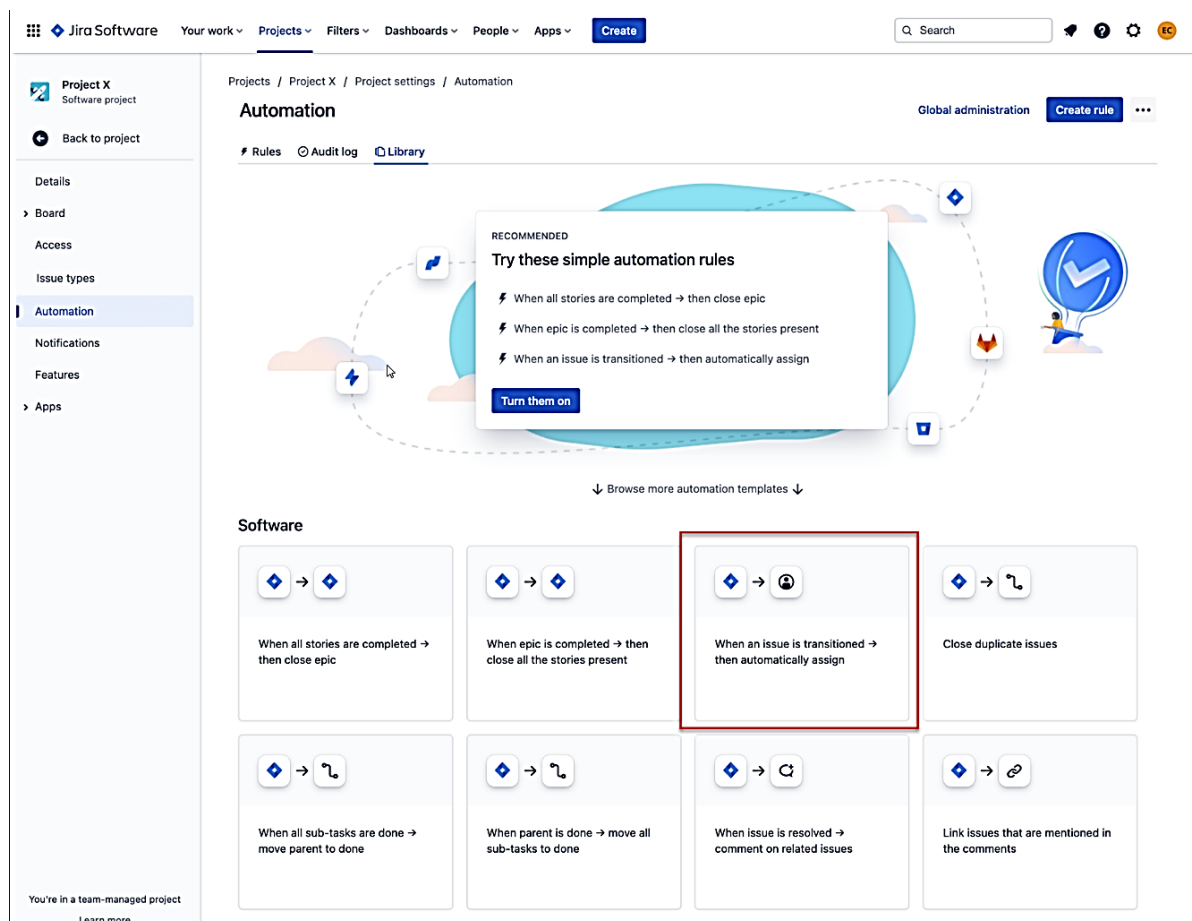 Jira Software Your work Projects Filters Dashboards People Apps Create Search EC
Project X
Software project
Back to project
Details
Board
Access
Issue types
Automation
Notifications
Features
Apps
You're in a team-managed project
Learn more
Projects / Project X / Project settings / Automation
Automation
Global administration Create rule
Rules Audit log Library
RECOMMENDED
Try these simple automation rules
When all stories are completed → then close epic
When epic is completed → then close all the stories present
When an issue is transitioned → then automatically assign
Turn them on
↓ Browse more automation templates ↓
Software
When all stories are completed →
then close epic
When epic is completed → then
close all the stories present
When an issue is transitioned →
then automatically assign
Close duplicate issues
When all sub-tasks are done →
move parent to done
When parent is done → move all
sub-tasks to done
When issue is resolved →
comment on related issues
Link issues that are mentioned in
the comments